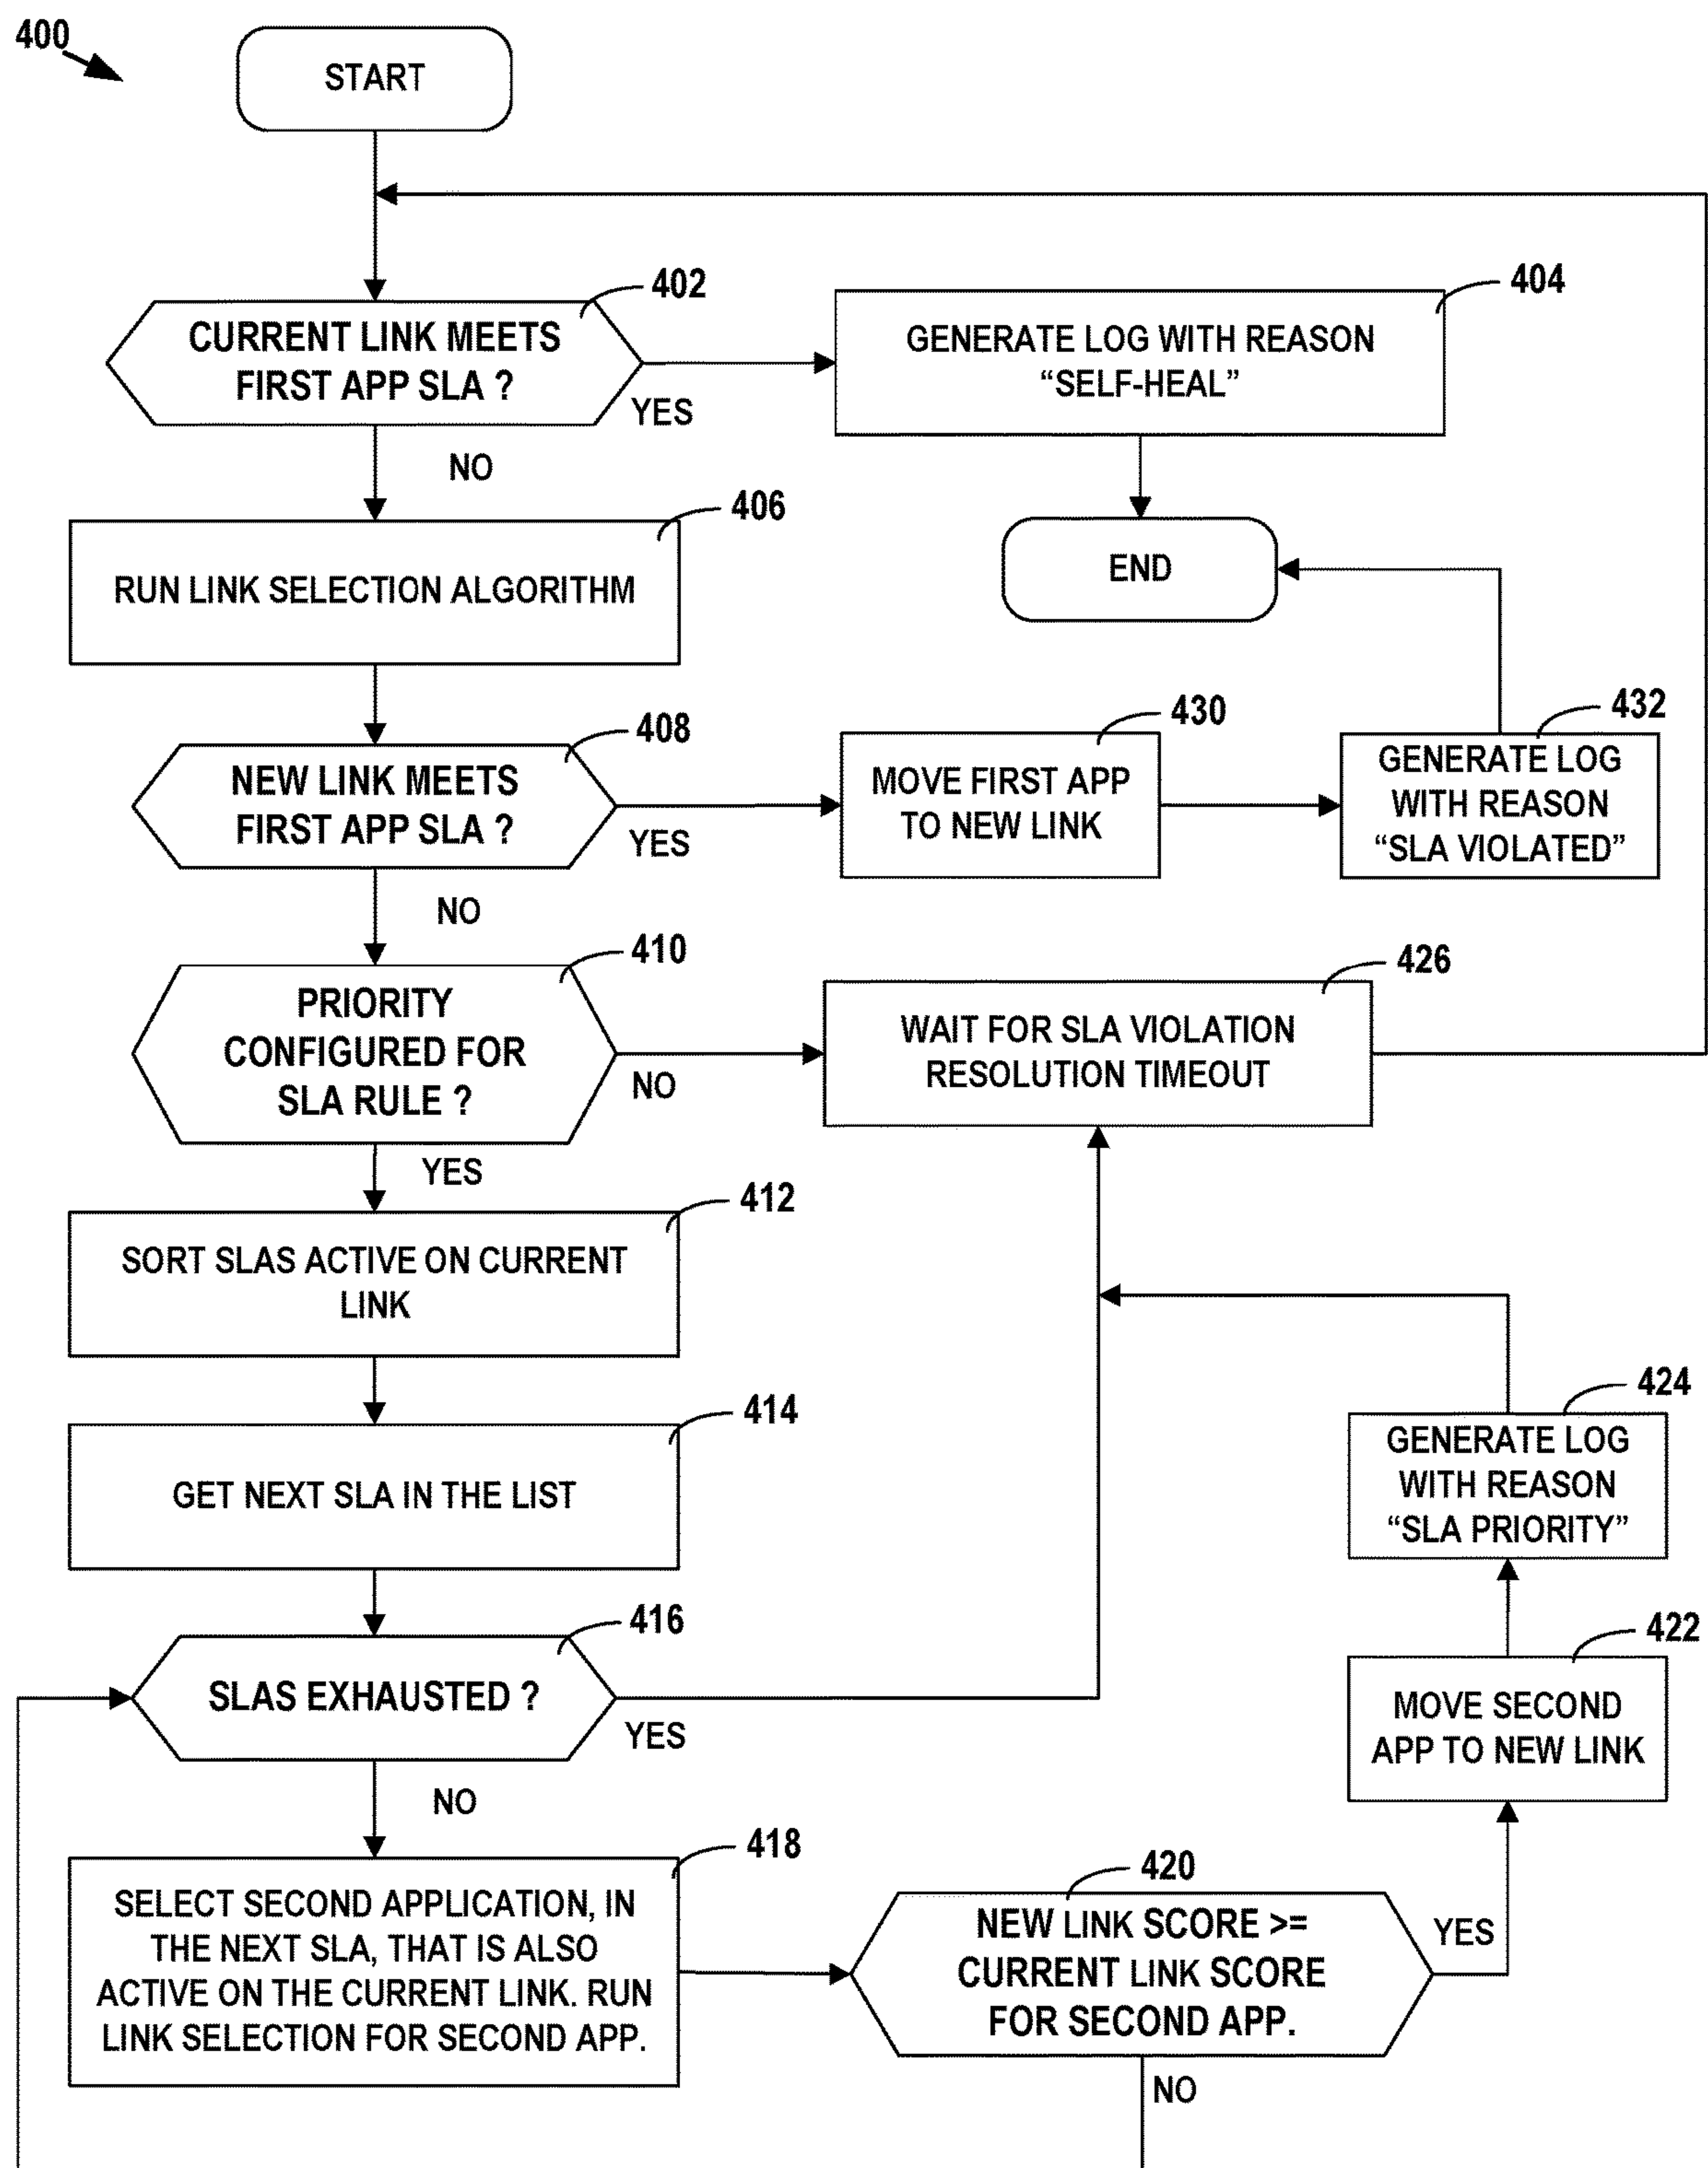 400
START
402
CURRENT LINK MEETS
FIRST APP SLA ?
YES
NO
404
GENERATE LOG WITH REASON
“SELF-HEAL”
END
406
RUN LINK SELECTION ALGORITHM
408
NEW LINK MEETS
FIRST APP SLA ?
YES
NO
430
MOVE FIRST APP
TO NEW LINK
432
GENERATE LOG
WITH REASON
“SLA VIOLATED”
410
PRIORITY
CONFIGURED FOR
SLA RULE ?
NO
YES
426
WAIT FOR SLA VIOLATION
RESOLUTION TIMEOUT
412
SORT SLAS ACTIVE ON CURRENT
LINK
414
GET NEXT SLA IN THE LIST
416
SLAS EXHAUSTED ?
YES
NO
418
SELECT SECOND APPLICATION, IN
THE NEXT SLA, THAT IS ALSO
ACTIVE ON THE CURRENT LINK. RUN
LINK SELECTION FOR SECOND APP.
420
NEW LINK SCORE >=
CURRENT LINK SCORE
FOR SECOND APP.
YES
NO
422
MOVE SECOND
APP TO NEW LINK
424
GENERATE LOG
WITH REASON
“SLA PRIORITY”